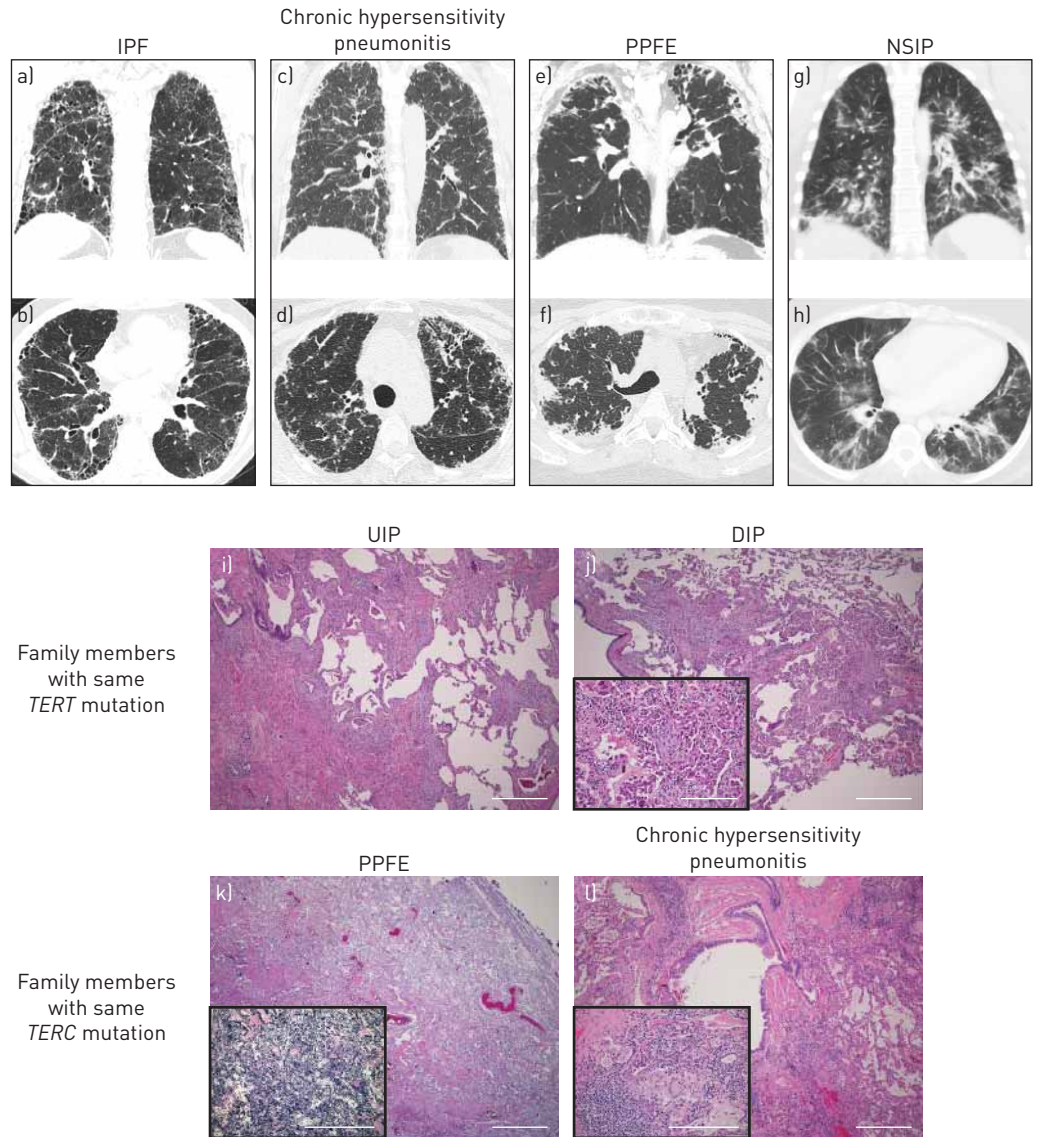 IPF
Chronic hypersensitivity
pneumonitis
PPFE
NSIP
a)
c)
e)
g)
b)
d)
f)
h)
UIP
DIP
i)
j)
Family members
with same
TERT mutation
PPFE
Chronic hypersensitivity
pneumonitis
k)
l)
Family members
with same
TERC mutation